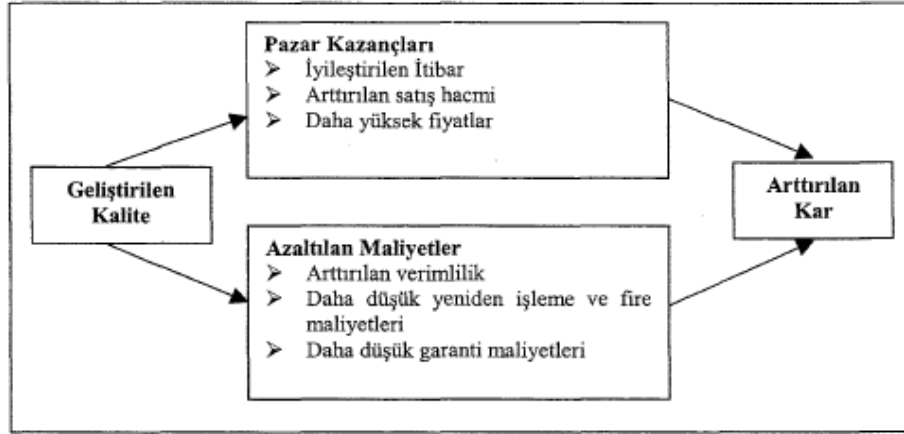 Pazar Kazançları
➤ İyileştirilen İtibar
➤ Arttırılan satış hacmi
➤ Daha yüksek fiyatlar
Geliştirilen
Kalite
Arttırılan
Kar
Azaltılan Maliyetler
➤ Arttırılan verimlilik
➤ Daha düşük yeniden işleme ve fire
maliyetleri
➤ Daha düşük garanti maliyetleri